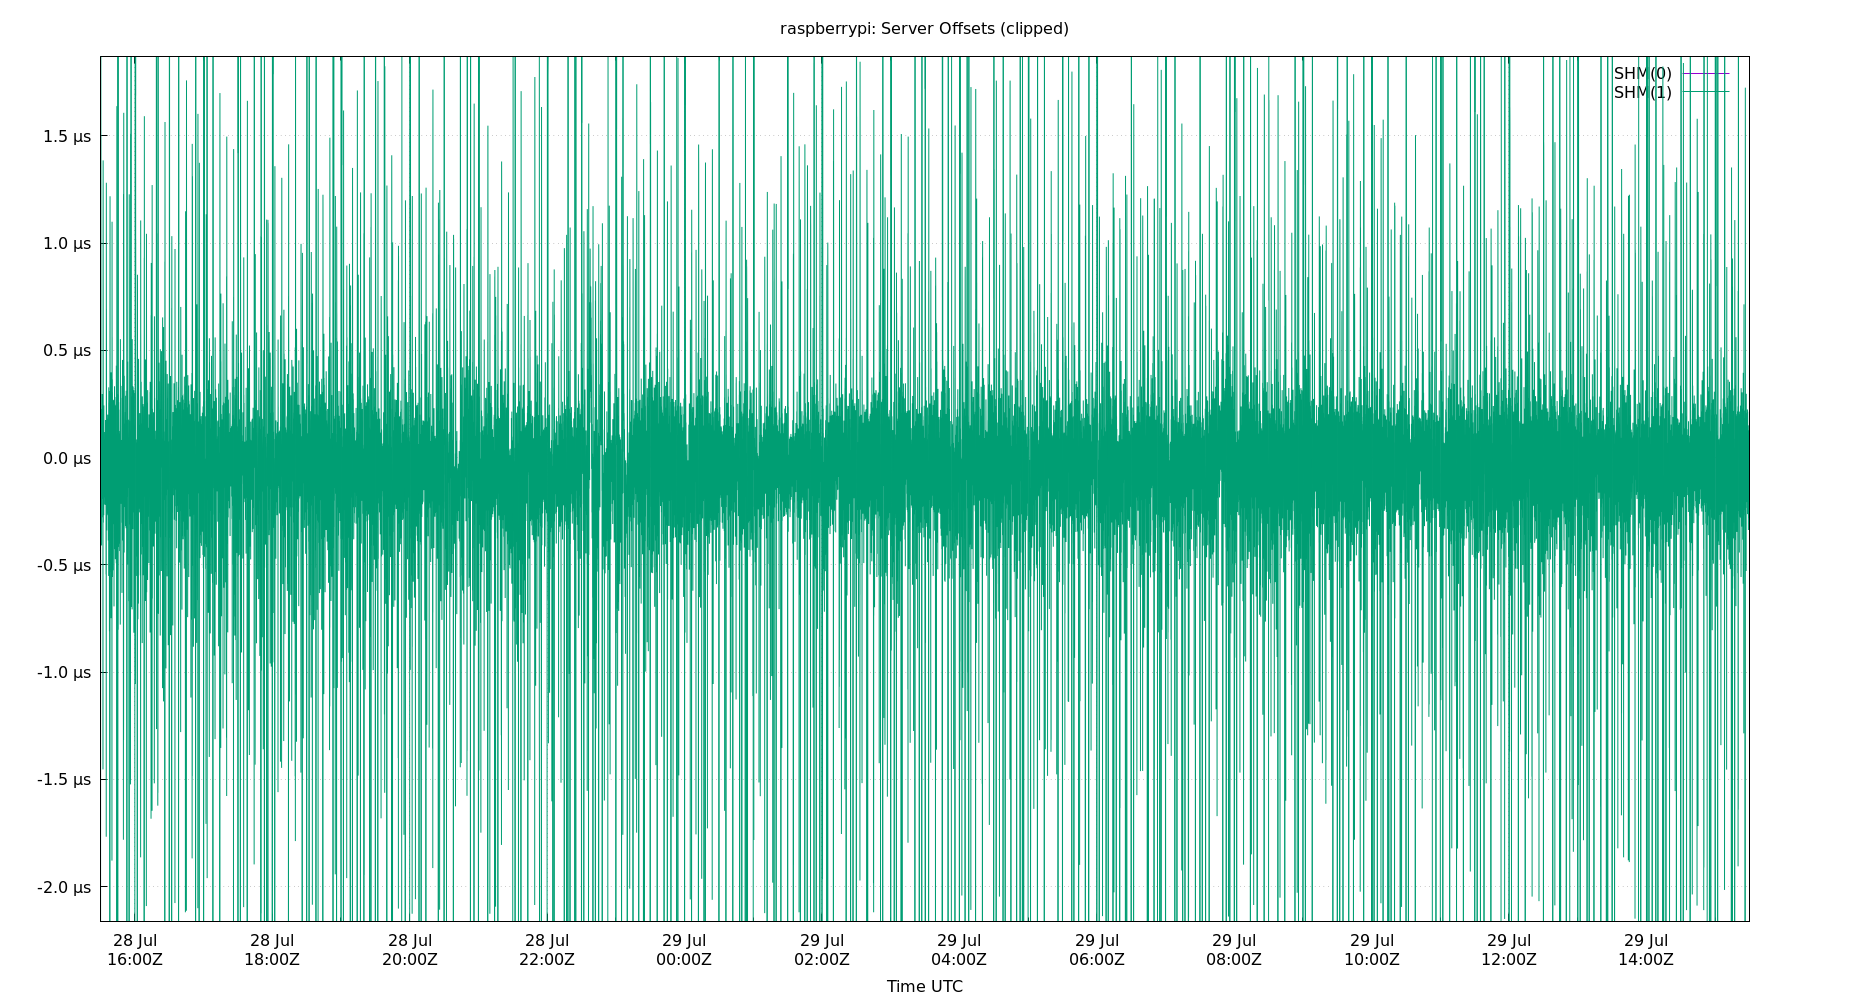 raspberrypi: Server Offsets (clipped)
SHM(0)
SHM(1)
1.5 µs
1.0 µs
0.5 µs
0.0 µs
-0.5 µs
-1.0 µs
-1.5 µs
-2.0 µs
28 Jul 28 Jul 28 Jul 28 Jul 29 Jul 29 Jul 29 Jul 29 Jul 29 Jul 29 Jul 29 Jul 29 Jul
16:00Z 18:00Z 20:00Z 22:00Z 00:00Z 02:00Z 04:00Z 06:00Z 08:00Z 10:00Z 12:00Z 14:00Z
Time UTC